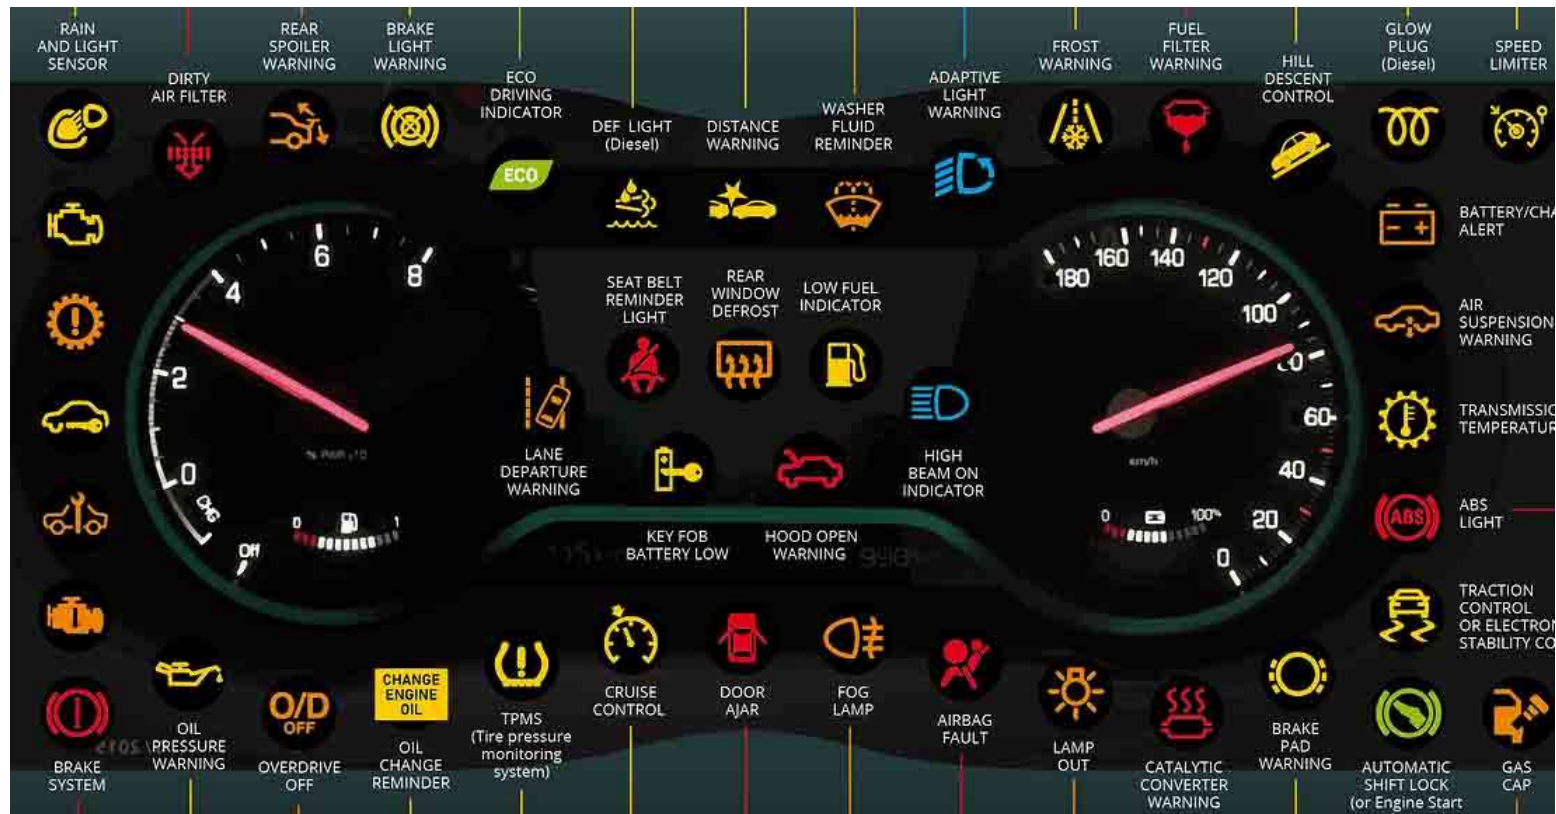 RAIN
AND LIGHT
SENSOR
DIRTY
AIR FILTER
REAR
SPOILER
WARNING
BRAKE
LIGHT
WARNING
ECO
DRIVING
INDICATOR
ECO
DEF LIGHT
(Diesel)
DISTANCE
WARNING
WASHER
FLUID
REMINDER
ADAPTIVE
LIGHT
WARNING
FROST
WARNING
FUEL
FILTER
WARNING
HILL
DESCENT
CONTROL
GLOW
PLUG
(Diesel)
SPEED
LIMITER
BATTERY/CHA
ALERT
AIR
SUSPENSION
WARNING
TRANSMISSIO
TEMPERATUR
ABS
ABS
LIGHT
TRACTION
CONTROL
OR ELECTRON
STABILITY CO
SEAT BELT
REMINDER
LIGHT
REAR
WINDOW
DEFROST
LOW FUEL
INDICATOR
LANE
DEPARTURE
WARNING
KEY FOB
BATTERY LOW
HOOD OPEN
WARNING
HIGH
BEAM ON
INDICATOR
8
6
4
2
0
CHG
Off
% PWR x10
0 1
180
160
140
120
100
60
40
20
0
km/h
0 100%
BRAKE
SYSTEM
OIL
PRESSURE
WARNING
O/D
OFF
OVERDRIVE
OFF
CHANGE
ENGINE
OIL
OIL
CHANGE
REMINDER
TPMS
(Tire pressure
monitoring
system)
CRUISE
CONTROL
DOOR
AJAR
FOG
LAMP
AIRBAG
FAULT
LAMP
OUT
CATALYTIC
CONVERTER
WARNING
BRAKE
PAD
WARNING
AUTOMATIC
SHIFT LOCK
(or Engine Start
GAS
CAP